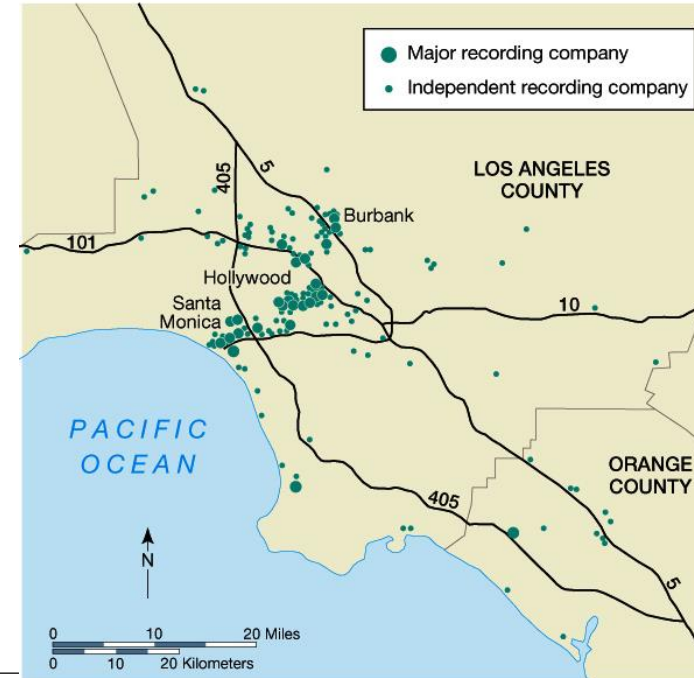 Major recording company
Independent recording company
LOS ANGELES
COUNTY
405
5
Burbank
101
Hollywood
Santa
Monica
10
PACIFIC
OCEAN
ORANGE
COUNTY
405
5
N
0 10 20 Miles
0 10 20 Kilometers